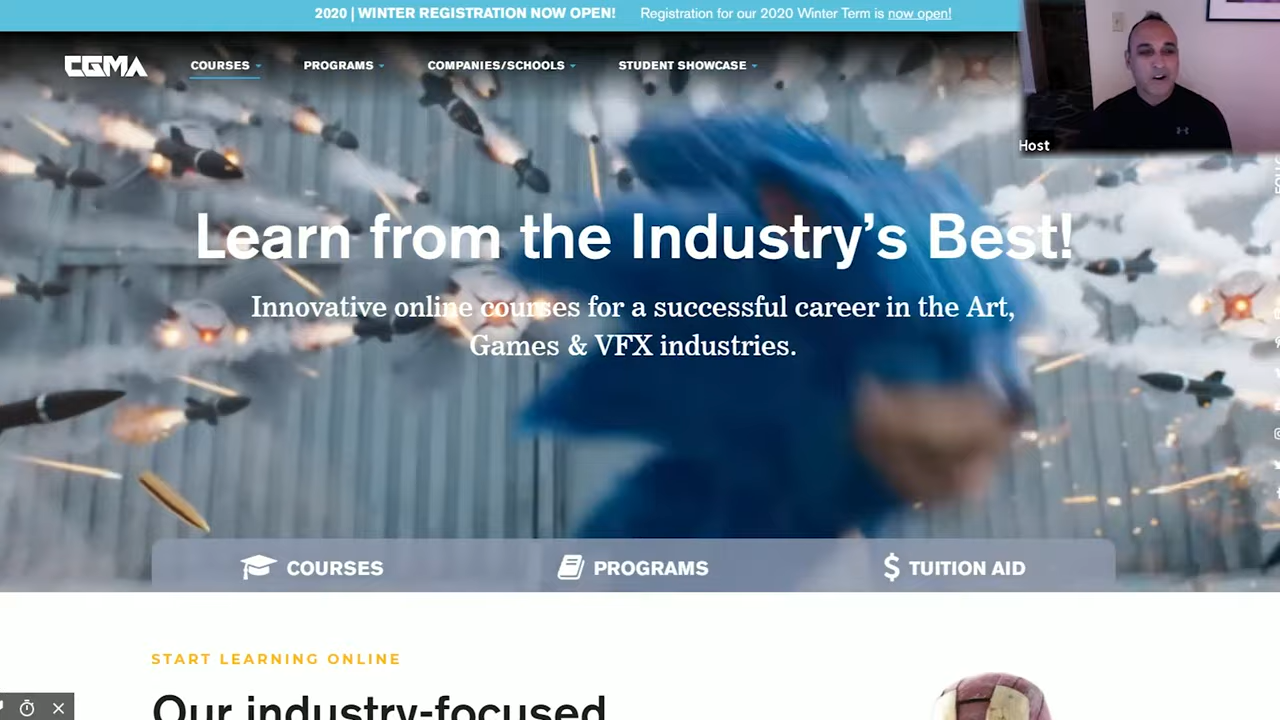 2020 | WINTER REGISTRATION NOW OPEN! Registration for our 2020 Winter Term is now open!
CGMA COURSES PROGRAMS COMPANIES/SCHOOLS STUDENT SHOWCASE
Host
Learn from the Industry's Best!
Innovative online courses for a successful career in the Art,
Games & VFX industries.
COURSES PROGRAMS $ TUITION AID
START LEARNING ONLINE
Our industry-focused